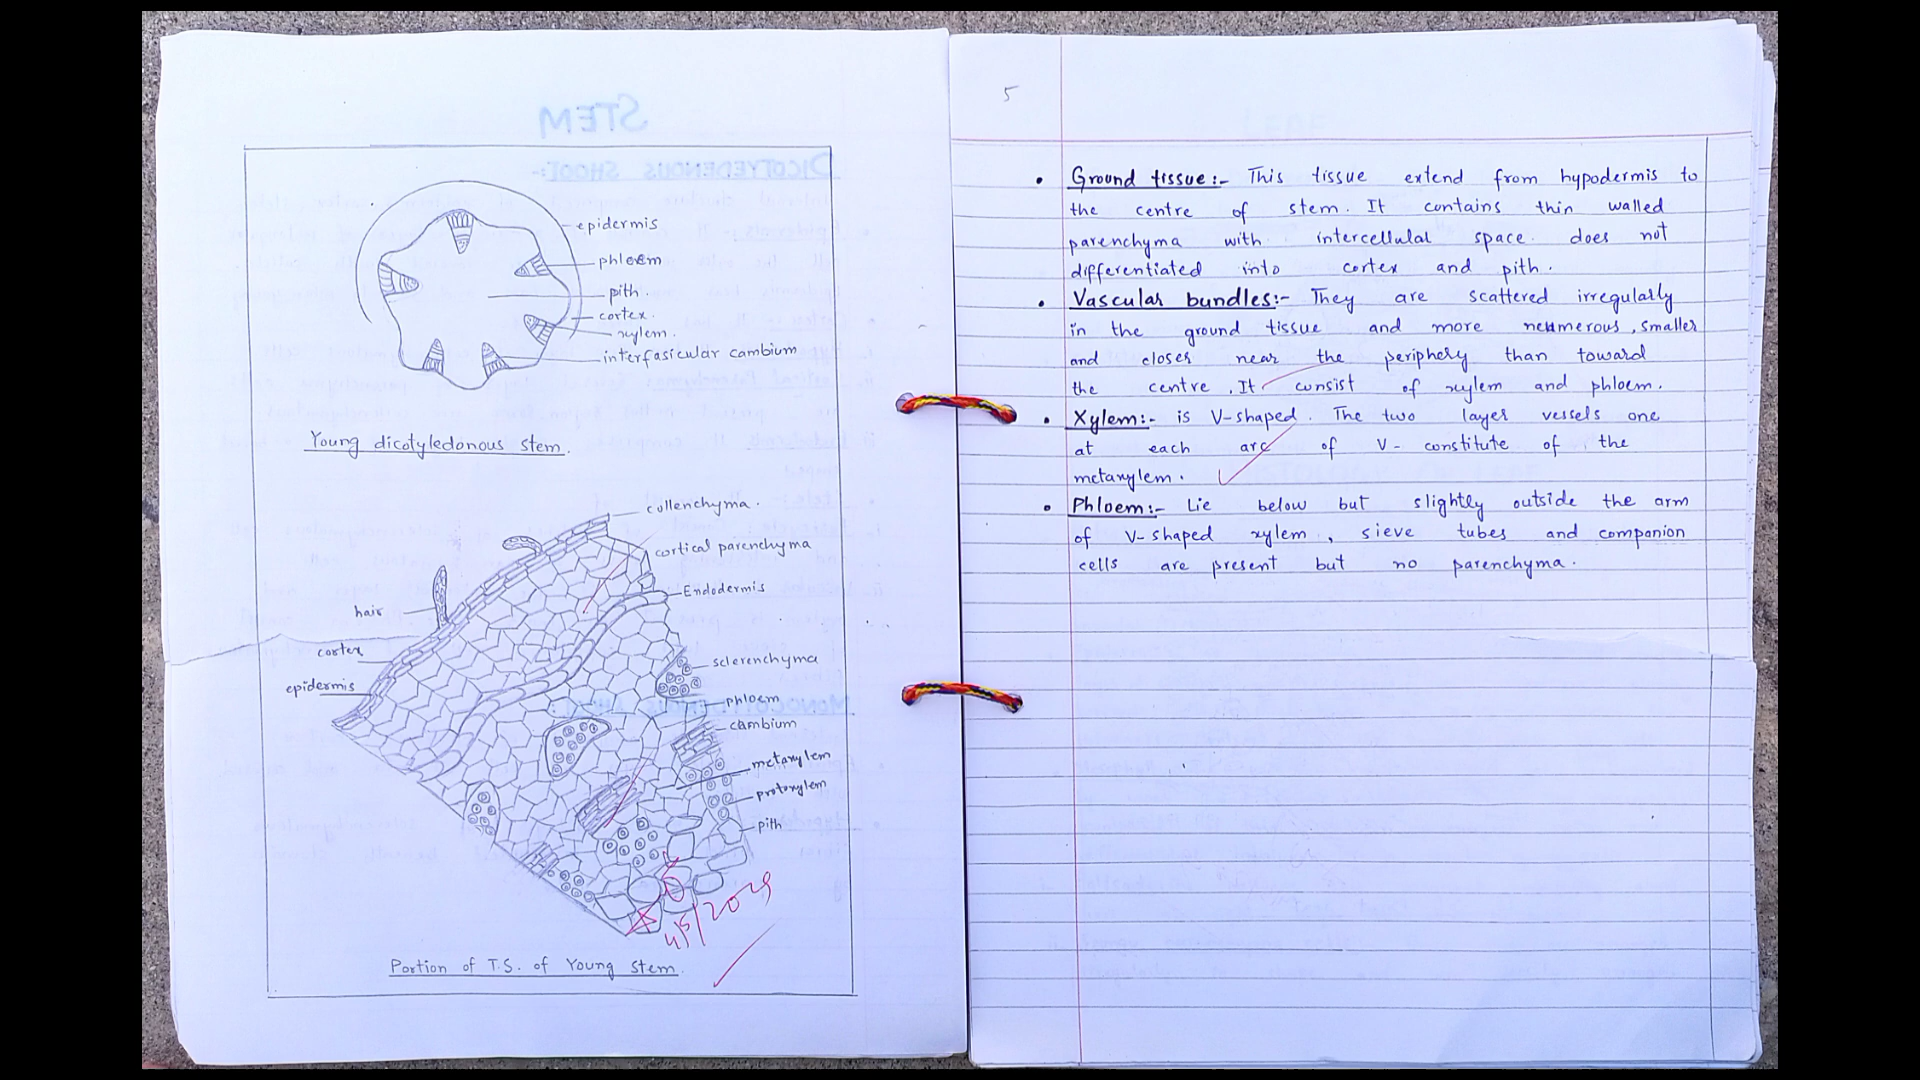 epidermis
phloem
pith
cortex.
xylem.
interfasicular cambium
Young dicotyledonous stem.
collenchyma.
cortical parenchyma
Endodermis
hair
cortex
sclerenchyma
epidermis
phloem
cambium
metaxylem
protoxylem
pith
Portion of T.S. of Young stem.
5
• Ground tissue:- This tissue extend from hypodermis to
the centre of stem. It contains thin walled
parenchyma with intercellulal space. does not
differentiated into cortex and pith.
• Vascular bundles:- They are scattered irregularly
in the ground tissue and more neumerous, smaller
and closes near the periphery than toward
the centre. It consist of xylem and phloem.
• Xylem:- is V-shaped. The two layer vessels one
at each arc of V- constitute of the
metaxylem.
• Phloem:- Lie below but slightly outside the arm
of V-shaped xylem, sieve tubes and companion
cells are present but no parenchyma.